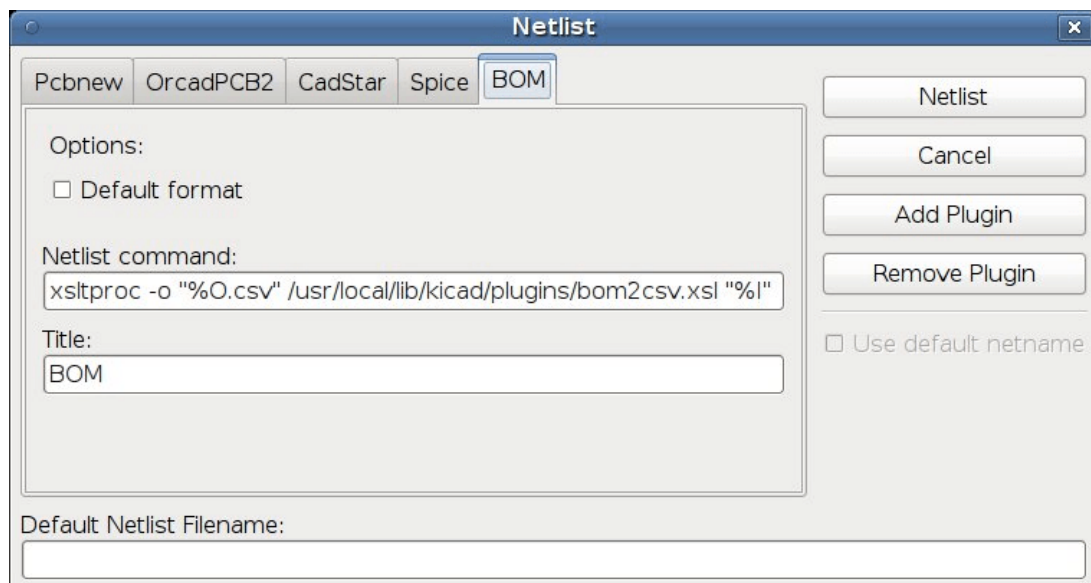 Netlist
Pcbnew OrcadPCB2 CadStar Spice BOM
Options:
Default format
Netlist command:
xsltproc -o "%O.csv" /usr/local/lib/kicad/plugins/bom2csv.xsl "%I"
Title:
BOM
Netlist
Cancel
Add Plugin
Remove Plugin
Use default netname
Default Netlist Filename: